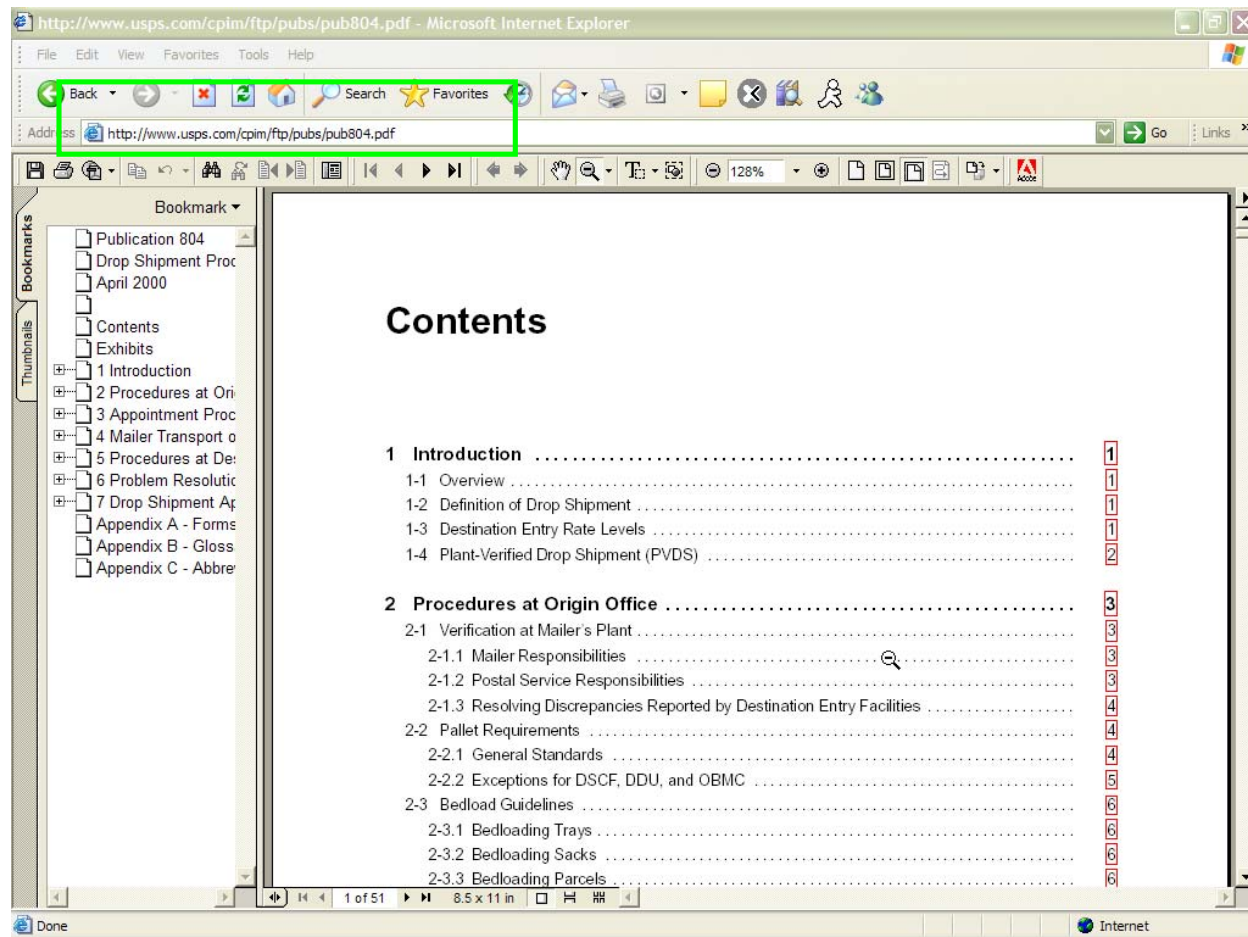 http://www.usps.com/cpim/ftp/pubs/pub804.pdf - Microsoft Internet Explorer
File Edit View Favorites Tools Help
Back Search Favorites
Address http://www.usps.com/cpim/ftp/pubs/pub804.pdf Go Links »
128% Adobe
Bookmarks
Thumbnails
Bookmark
Publication 804
Drop Shipment Proc
April 2000
Contents
Exhibits
1 Introduction
2 Procedures at Ori
3 Appointment Proc
4 Mailer Transport o
5 Procedures at De
6 Problem Resolutic
7 Drop Shipment Ap
Appendix A - Forms
Appendix B - Gloss
Appendix C - Abbre
Contents
1 Introduction . . . . . . . . . . 1
1-1 Overview . . . . . . . . . . 1
1-2 Definition of Drop Shipment . . . . . . . . . . 1
1-3 Destination Entry Rate Levels . . . . . . . . . . 1
1-4 Plant-Verified Drop Shipment (PVDS) . . . . . . . . . . 2
2 Procedures at Origin Office . . . . . . . . . . 3
2-1 Verification at Mailer's Plant . . . . . . . . . . 3
2-1.1 Mailer Responsibilities . . . . . . . . . . 3
2-1.2 Postal Service Responsibilities . . . . . . . . . . 3
2-1.3 Resolving Discrepancies Reported by Destination Entry Facilities . . . . . . . . . . 4
2-2 Pallet Requirements . . . . . . . . . . 4
2-2.1 General Standards . . . . . . . . . . 4
2-2.2 Exceptions for DSCF, DDU, and OBMC . . . . . . . . . . 5
2-3 Bedload Guidelines . . . . . . . . . . 6
2-3.1 Bedloading Trays . . . . . . . . . . 6
2-3.2 Bedloading Sacks . . . . . . . . . . 6
2-3.3 Bedloading Parcels . . . . . . . . . . 6
1 of 51 8.5 x 11 in
Done Internet